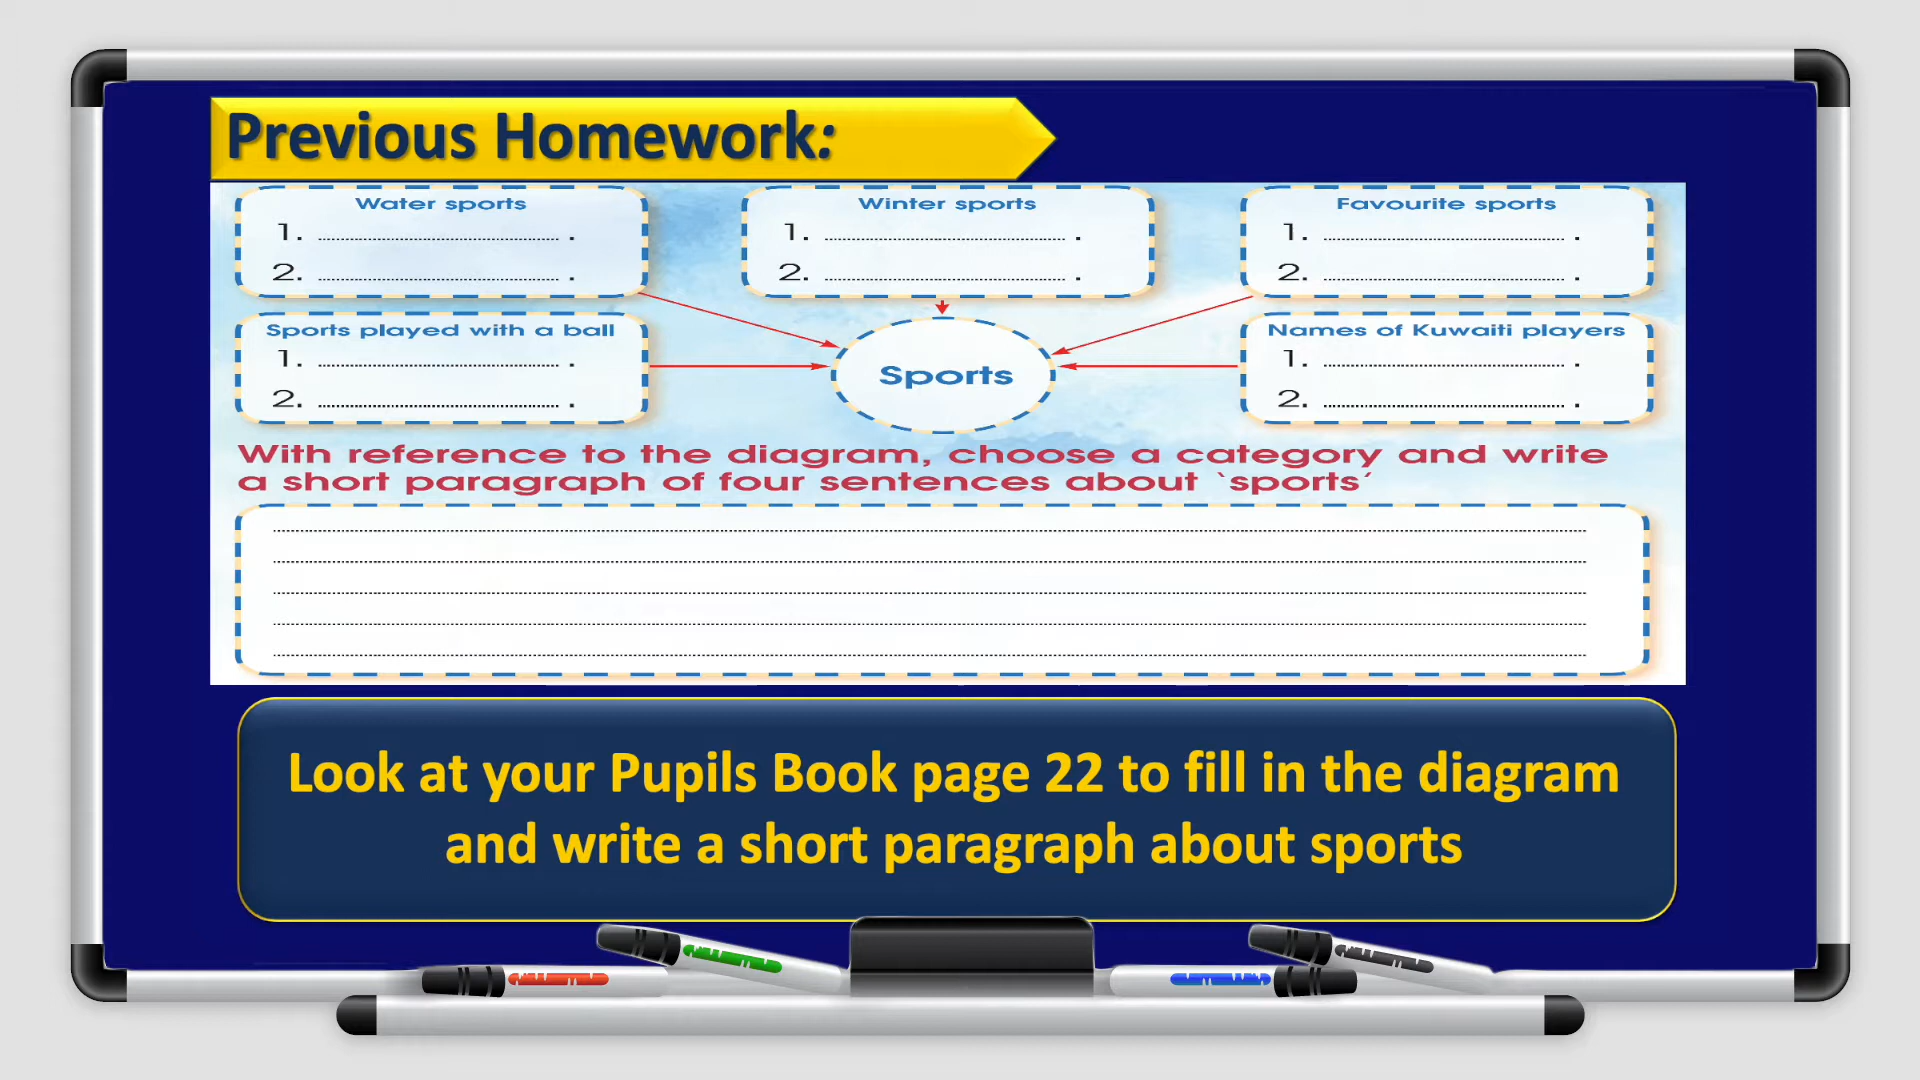 Previous Homework:
Water sports
1. .................................................. .
2. .................................................. .
Winter sports
1. .................................................. .
2. .................................................. .
Favourite sports
1. .................................................. .
2. .................................................. .
Sports played with a ball
1. .................................................. .
2. .................................................. .
Sports
Names of Kuwaiti players
1. .................................................. .
2. .................................................. .
With reference to the diagram, choose a category and write
a short paragraph of four sentences about `sports´
Look at your Pupils Book page 22 to fill in the diagram
and write a short paragraph about sports